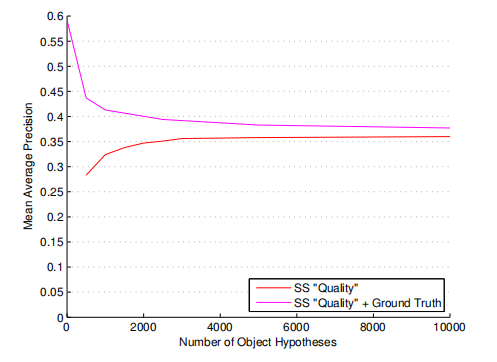 0.6
0.55
0.5
0.45
0.4
0.35
0.3
0.25
0.2
0.15
0.1
0.05
0
Mean Average Precision
SS "Quality"
SS "Quality" + Ground Truth
0 2000 4000 6000 8000 10000
Number of Object Hypotheses